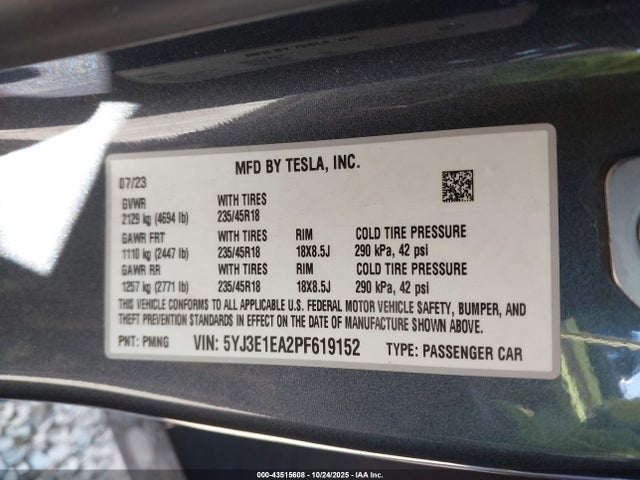 MFD BY TESLA, INC.
MFD BY TESLA, INC.
07/23
GVWR WITH TIRES
2129 kg (4694 lb) 235/45R18
GAWR FRT WITH TIRES RIM COLD TIRE PRESSURE
1110 kg (2447 lb) 235/45R18 18X8.5J 290 kPa, 42 psi
GAWR RR WITH TIRES RIM COLD TIRE PRESSURE
1257 kg (2771 lb) 235/45R18 18X8.5J 290 kPa, 42 psi
THIS VEHICLE CONFORMS TO ALL APPLICABLE U.S. FEDERAL MOTOR VEHICLE SAFETY, BUMPER, AND
THEFT PREVENTION STANDARDS IN EFFECT ON THE DATE OF MANUFACTURE SHOWN ABOVE.
PNT: PMNG VIN: 5YJ3E1EA2PF619152 TYPE: PASSENGER CAR
000-43515608 - 10/24/2025 - IAA Inc.